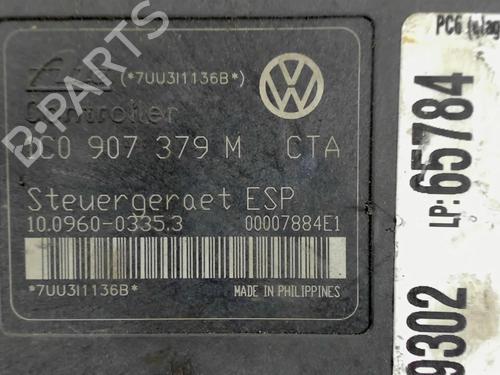 (*7UU3I1136B*)
Controller
1C0 907 379 M CTA
Steuergeraet ESP
10.0960-0335.3 00007884E1
*7UU3I1136B*
MADE IN PHILIPPINES
B-PARTS
PC6
LP: 65784
9302